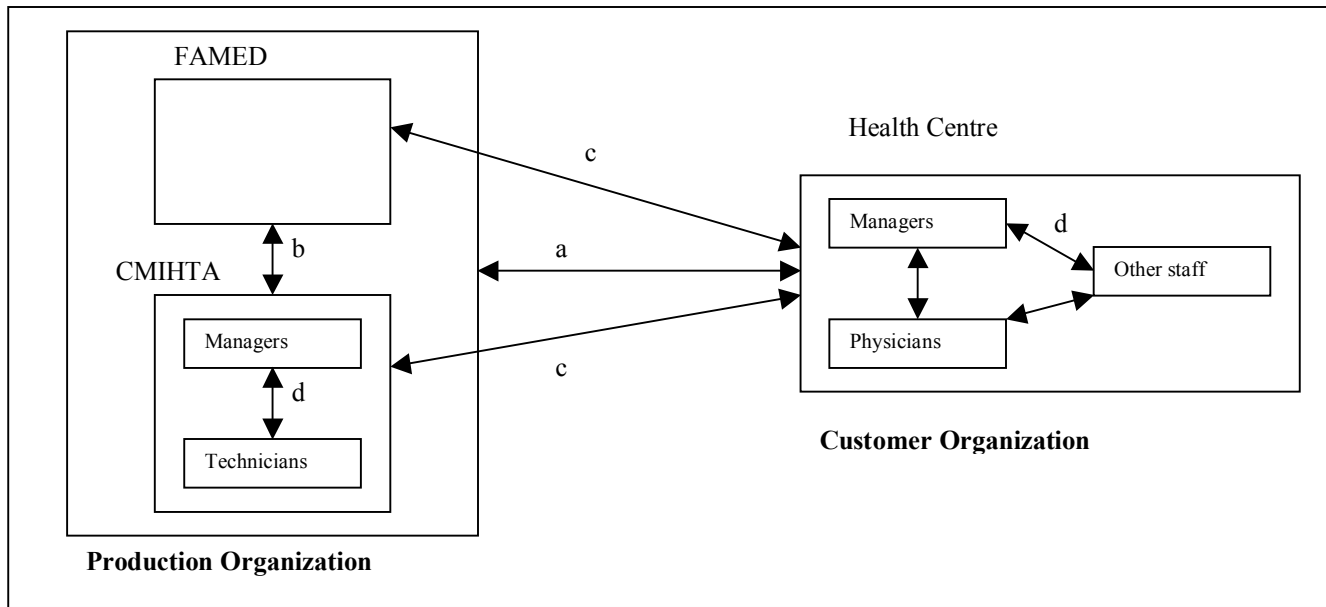 FAMED
c
Health Centre
Managers
d
b
a
Other staff
CMIHTA
Managers
Physicians
c
d
Technicians
Customer Organization
Production Organization